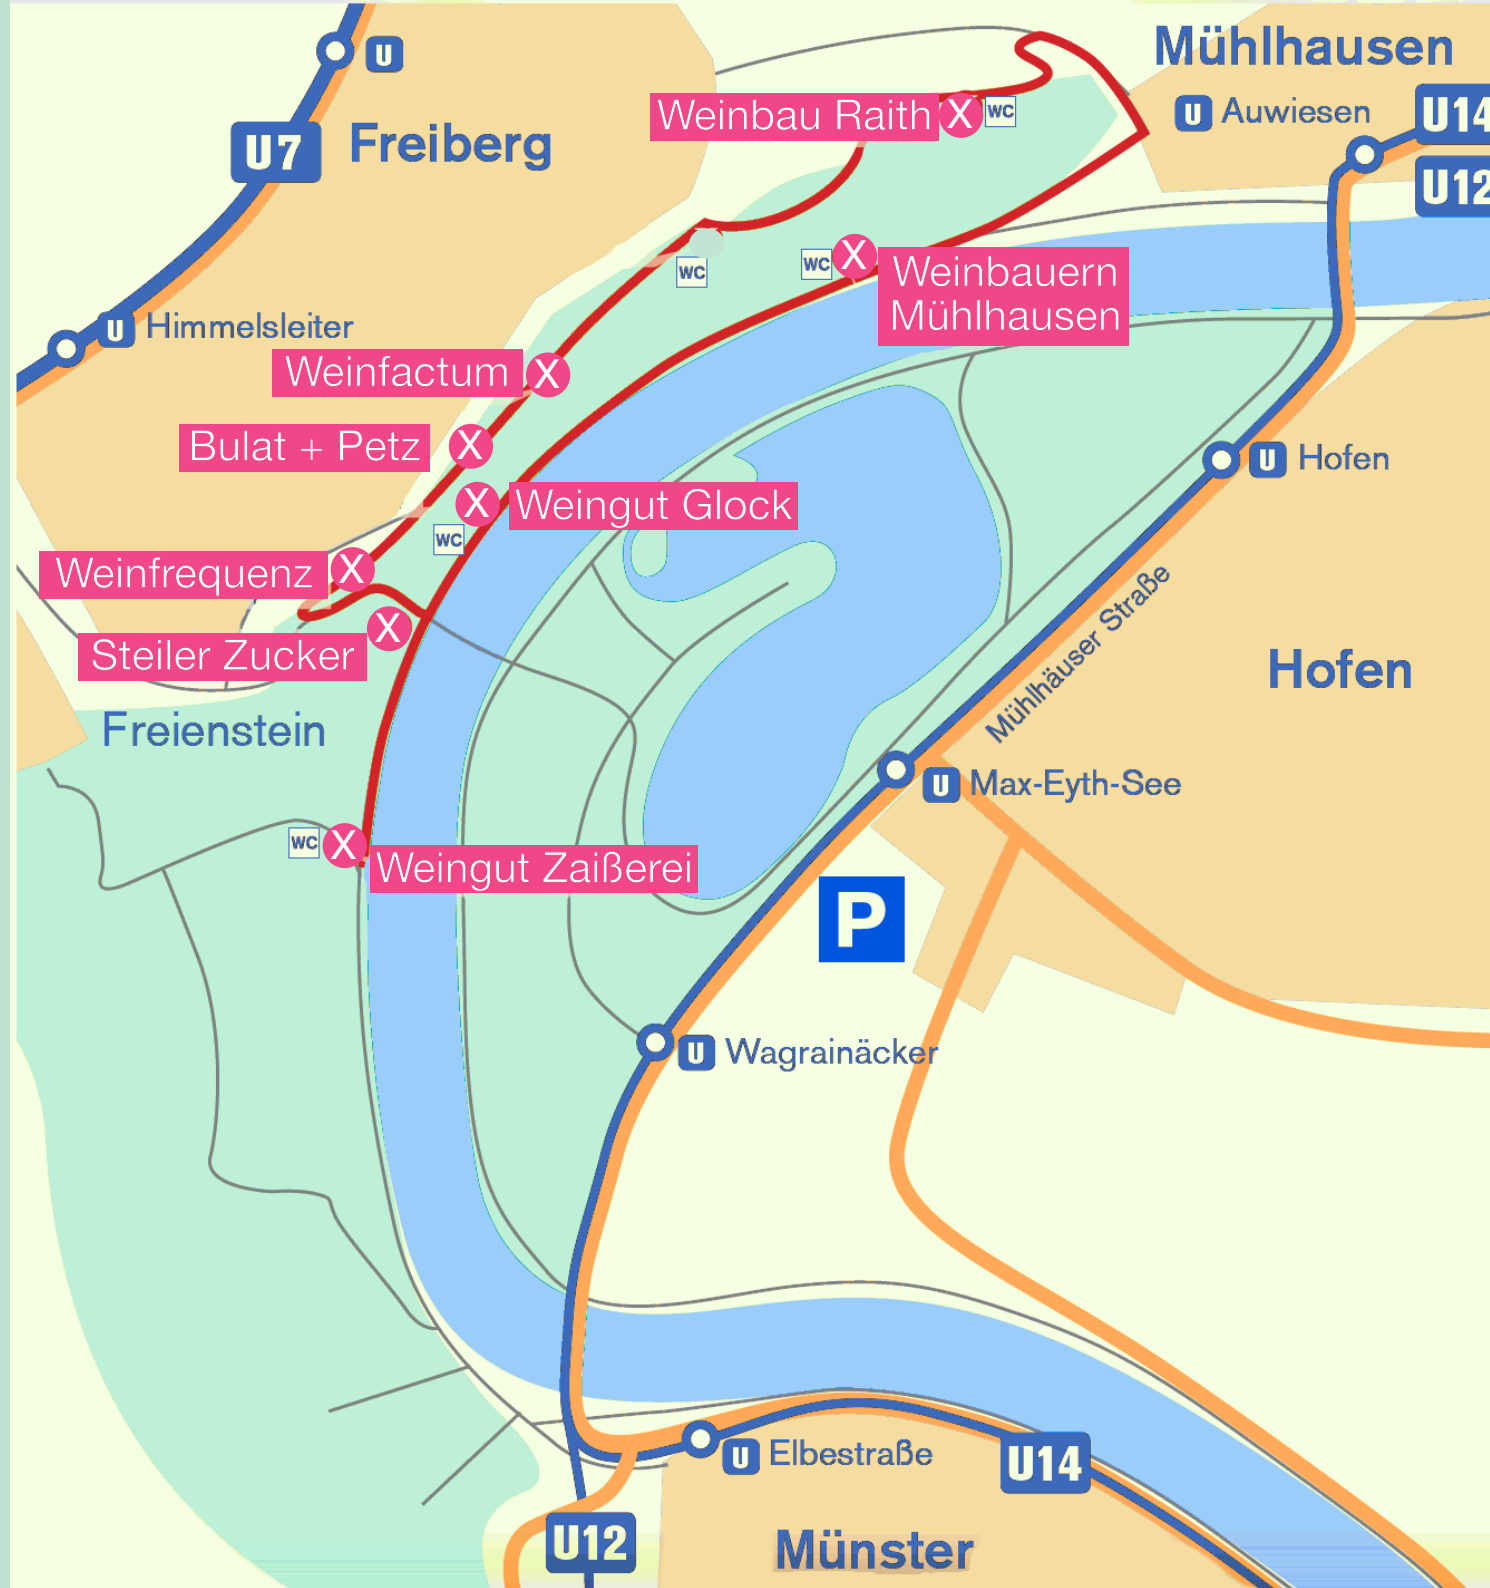 Mühlhausen
U
U7
Freiberg
Weinbau Raith
X
WC
U Auwiesen
U14
U12
WC
WC
X
Weinbauern
Mühlhausen
U Himmelsleiter
Weinfactum
X
Bulat + Petz
X
U Hofen
X
Weingut Glock
WC
Weinfrequenz
X
Steiler Zucker
X
Mühlhäuser Straße
Hofen
Freienstein
U Max-Eyth-See
WC
X
Weingut Zaißerei
P
U Wagrainäcker
U Elbestraße
U14
U12
Münster